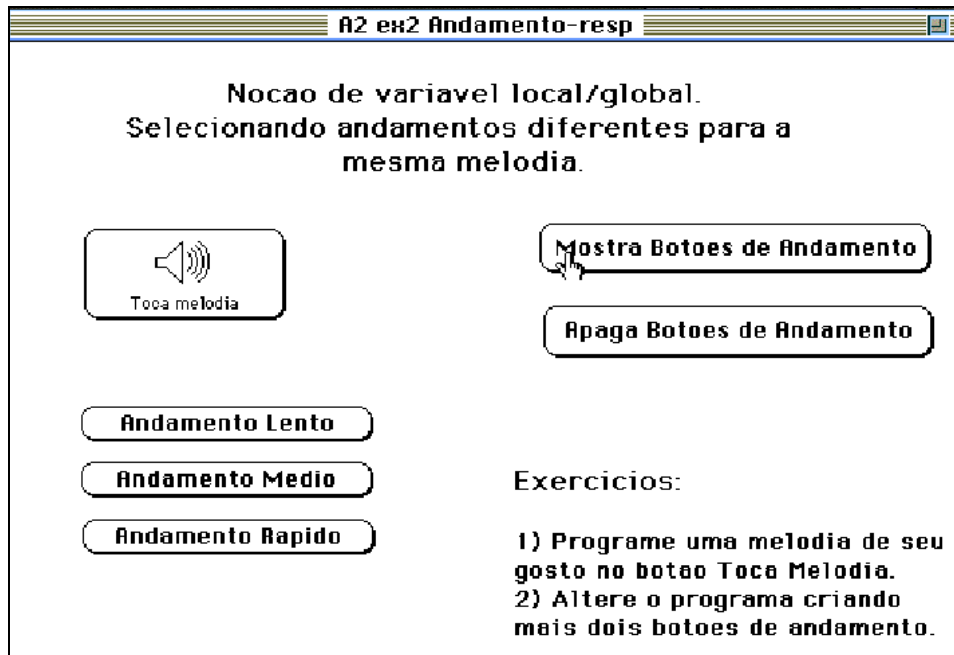 A2 ex2 Andamento-resp
Nocao de variavel local/global.
Selecionando andamentos diferentes para a
mesma melodia.
Toca melodia
Mostra Botoes de Andamento
Apaga Botoes de Andamento
Andamento Lento
Andamento Medio
Andamento Rapido
Exercicios:
1) Programe uma melodia de seu
gosto no botao Toca Melodia.
2) Altere o programa criando
mais dois botoes de andamento.